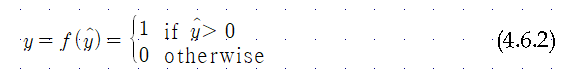 y = f(ŷ) = {1 if ŷ > 0
0 otherwise (4.6.2)